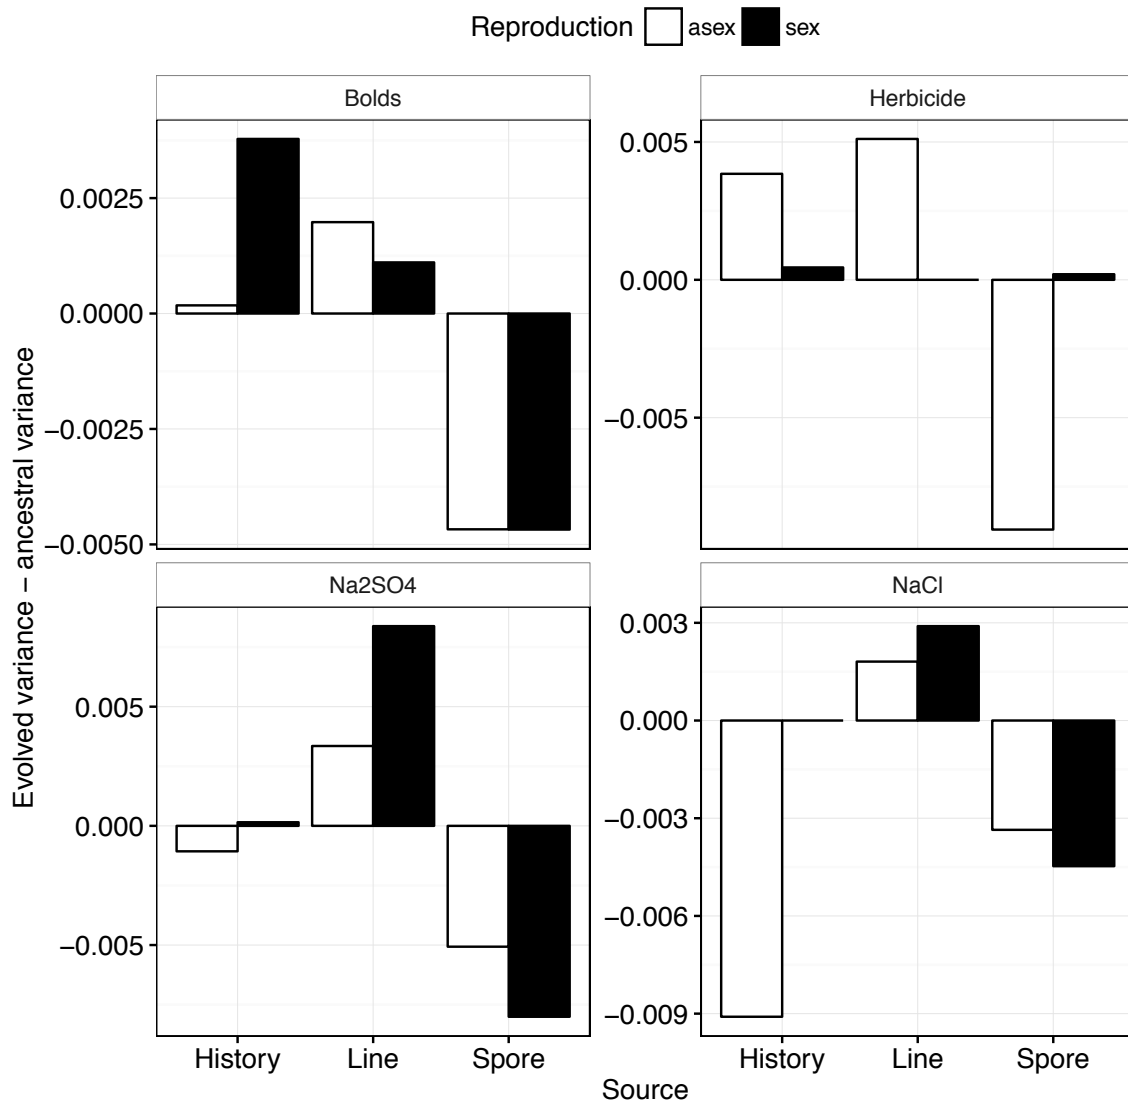 Reproduction asex sex
Bolds
Herbicide
0.0025
0.0000
−0.0025
−0.0050
0.005
0.000
−0.005
Na2SO4
NaCl
0.005
0.000
−0.005
0.003
0.000
−0.003
−0.006
−0.009
History Line Spore
History Line Spore
Source
Evolved variance − ancestral variance